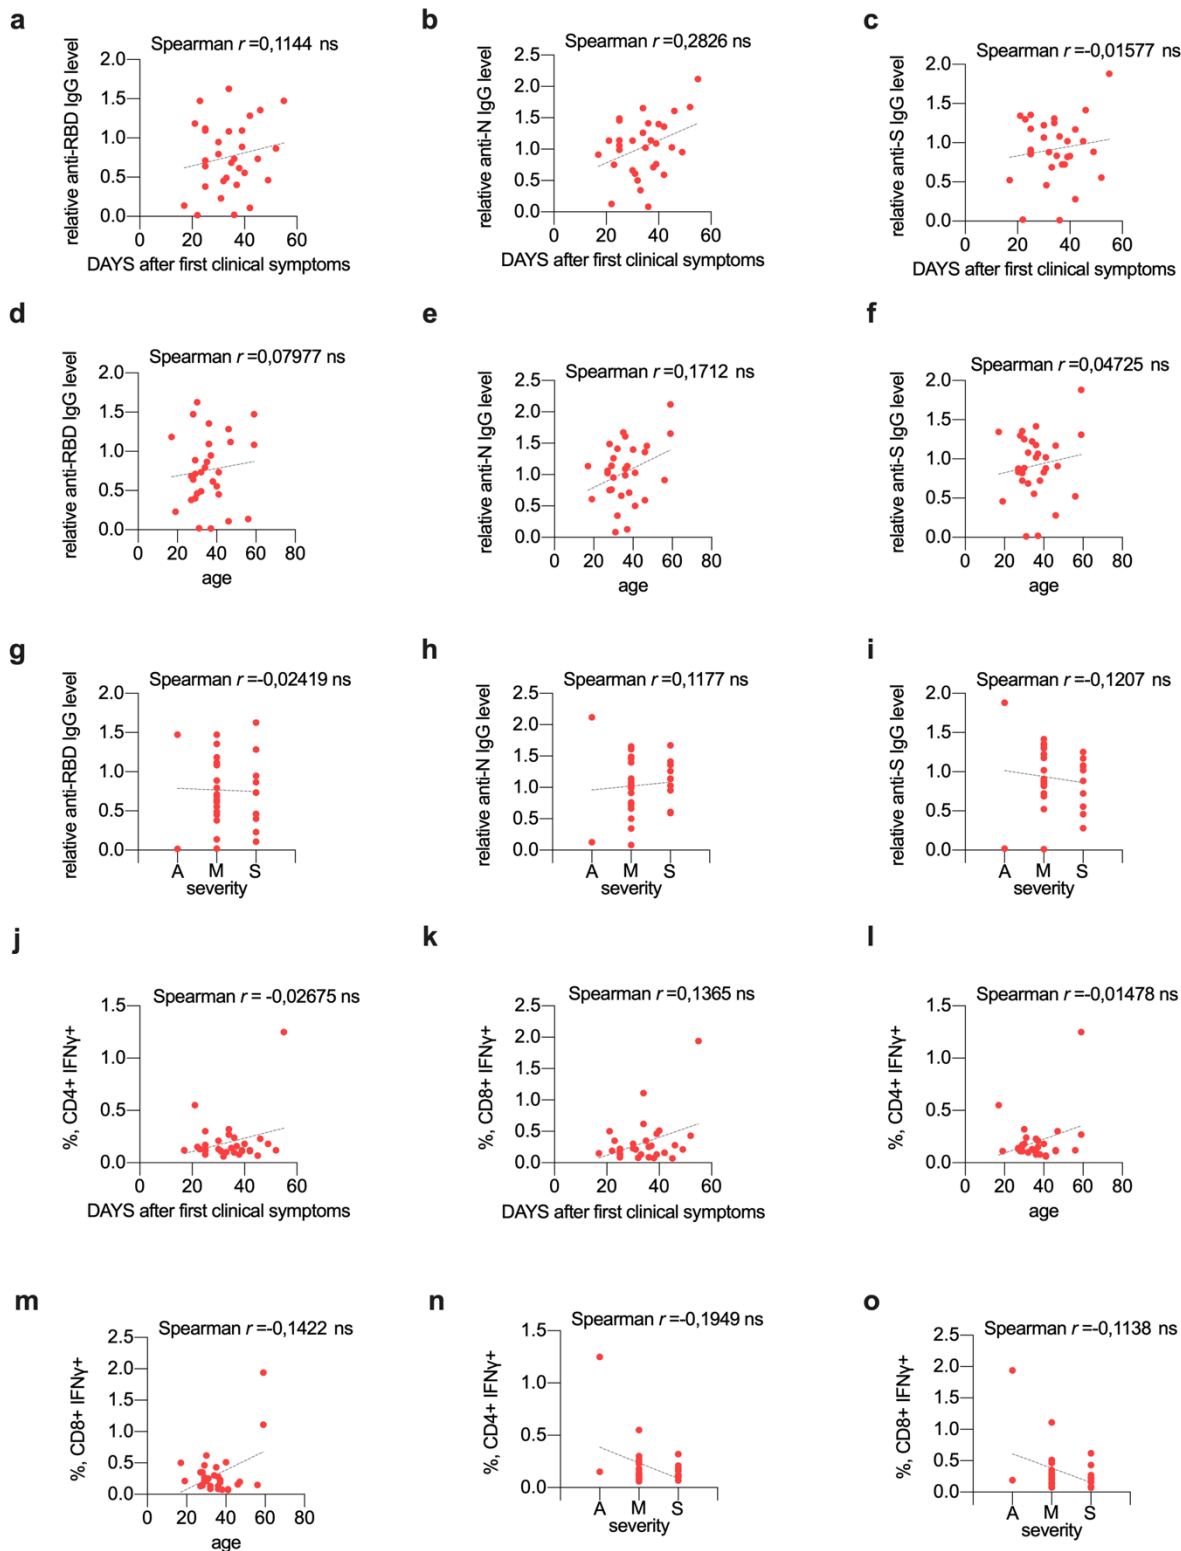 a
Spearman r=0,1144 ns
relative anti-RBD IgG level
2.0
1.5
1.0
0.5
0.0
0 20 40 60
DAYS after first clinical symptoms
b
Spearman r=0,2826 ns
relative anti-N IgG level
2.5
2.0
1.5
1.0
0.5
0.0
0 20 40 60
DAYS after first clinical symptoms
c
Spearman r=-0,01577 ns
relative anti-S IgG level
2.0
1.5
1.0
0.5
0.0
0 20 40 60
DAYS after first clinical symptoms
d
Spearman r=0,07977 ns
relative anti-RBD IgG level
2.0
1.5
1.0
0.5
0.0
0 20 40 60 80
age
e
Spearman r=0,1712 ns
relative anti-N IgG level
2.5
2.0
1.5
1.0
0.5
0.0
0 20 40 60 80
age
f
Spearman r=0,04725 ns
relative anti-S IgG level
2.0
1.5
1.0
0.5
0.0
0 20 40 60 80
age
g
Spearman r=-0,02419 ns
relative anti-RBD IgG level
2.0
1.5
1.0
0.5
0.0
A M S
severity
h
Spearman r=0,1177 ns
relative anti-N IgG level
2.5
2.0
1.5
1.0
0.5
0.0
A M S
severity
i
Spearman r=-0,1207 ns
relative anti-S IgG level
2.0
1.5
1.0
0.5
0.0
A M S
severity
j
Spearman r = -0,02675 ns
%, CD4+ IFNγ+
1.5
1.0
0.5
0.0
0 20 40 60
DAYS after first clinical symptoms
k
Spearman r=0,1365 ns
%, CD8+ IFNγ+
2.5
2.0
1.5
1.0
0.5
0.0
0 20 40 60
DAYS after first clinical symptoms
l
Spearman r=-0,01478 ns
%, CD4+ IFNγ+
1.5
1.0
0.5
0.0
0 20 40 60 80
age
m
Spearman r=-0,1422 ns
%, CD8+ IFNγ+
2.5
2.0
1.5
1.0
0.5
0.0
0 20 40 60 80
age
n
Spearman r=-0,1949 ns
%, CD4+ IFNγ+
1.5
1.0
0.5
0.0
A M S
severity
o
Spearman r=-0,1138 ns
%, CD8+ IFNγ+
2.5
2.0
1.5
1.0
0.5
0.0
A M S
severity